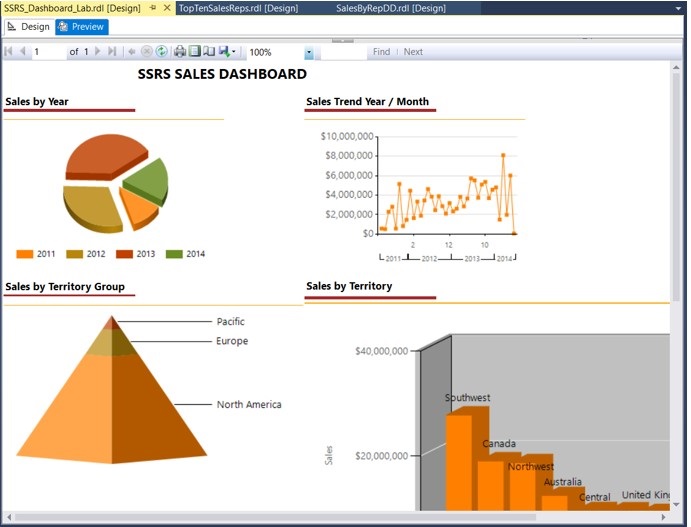 SSRS_Dashboard_Lab.rdl [Design] TopTenSalesReps.rdl [Design] SalesByRepDD.rdl [Design]
Design Preview
1 of 1 100% Find Next
SSRS SALES DASHBOARD
Sales by Year
2011 2012 2013 2014
Sales Trend Year / Month
$10,000,000
$8,000,000
$6,000,000
$4,000,000
$2,000,000
$0
2 12 10
2011 2012 2013 2014
Sales by Territory Group
Pacific
Europe
North America
Sales by Territory
$40,000,000
$20,000,000
Sales
Southwest
Canada
Northwest
Australia
Central
United Kin